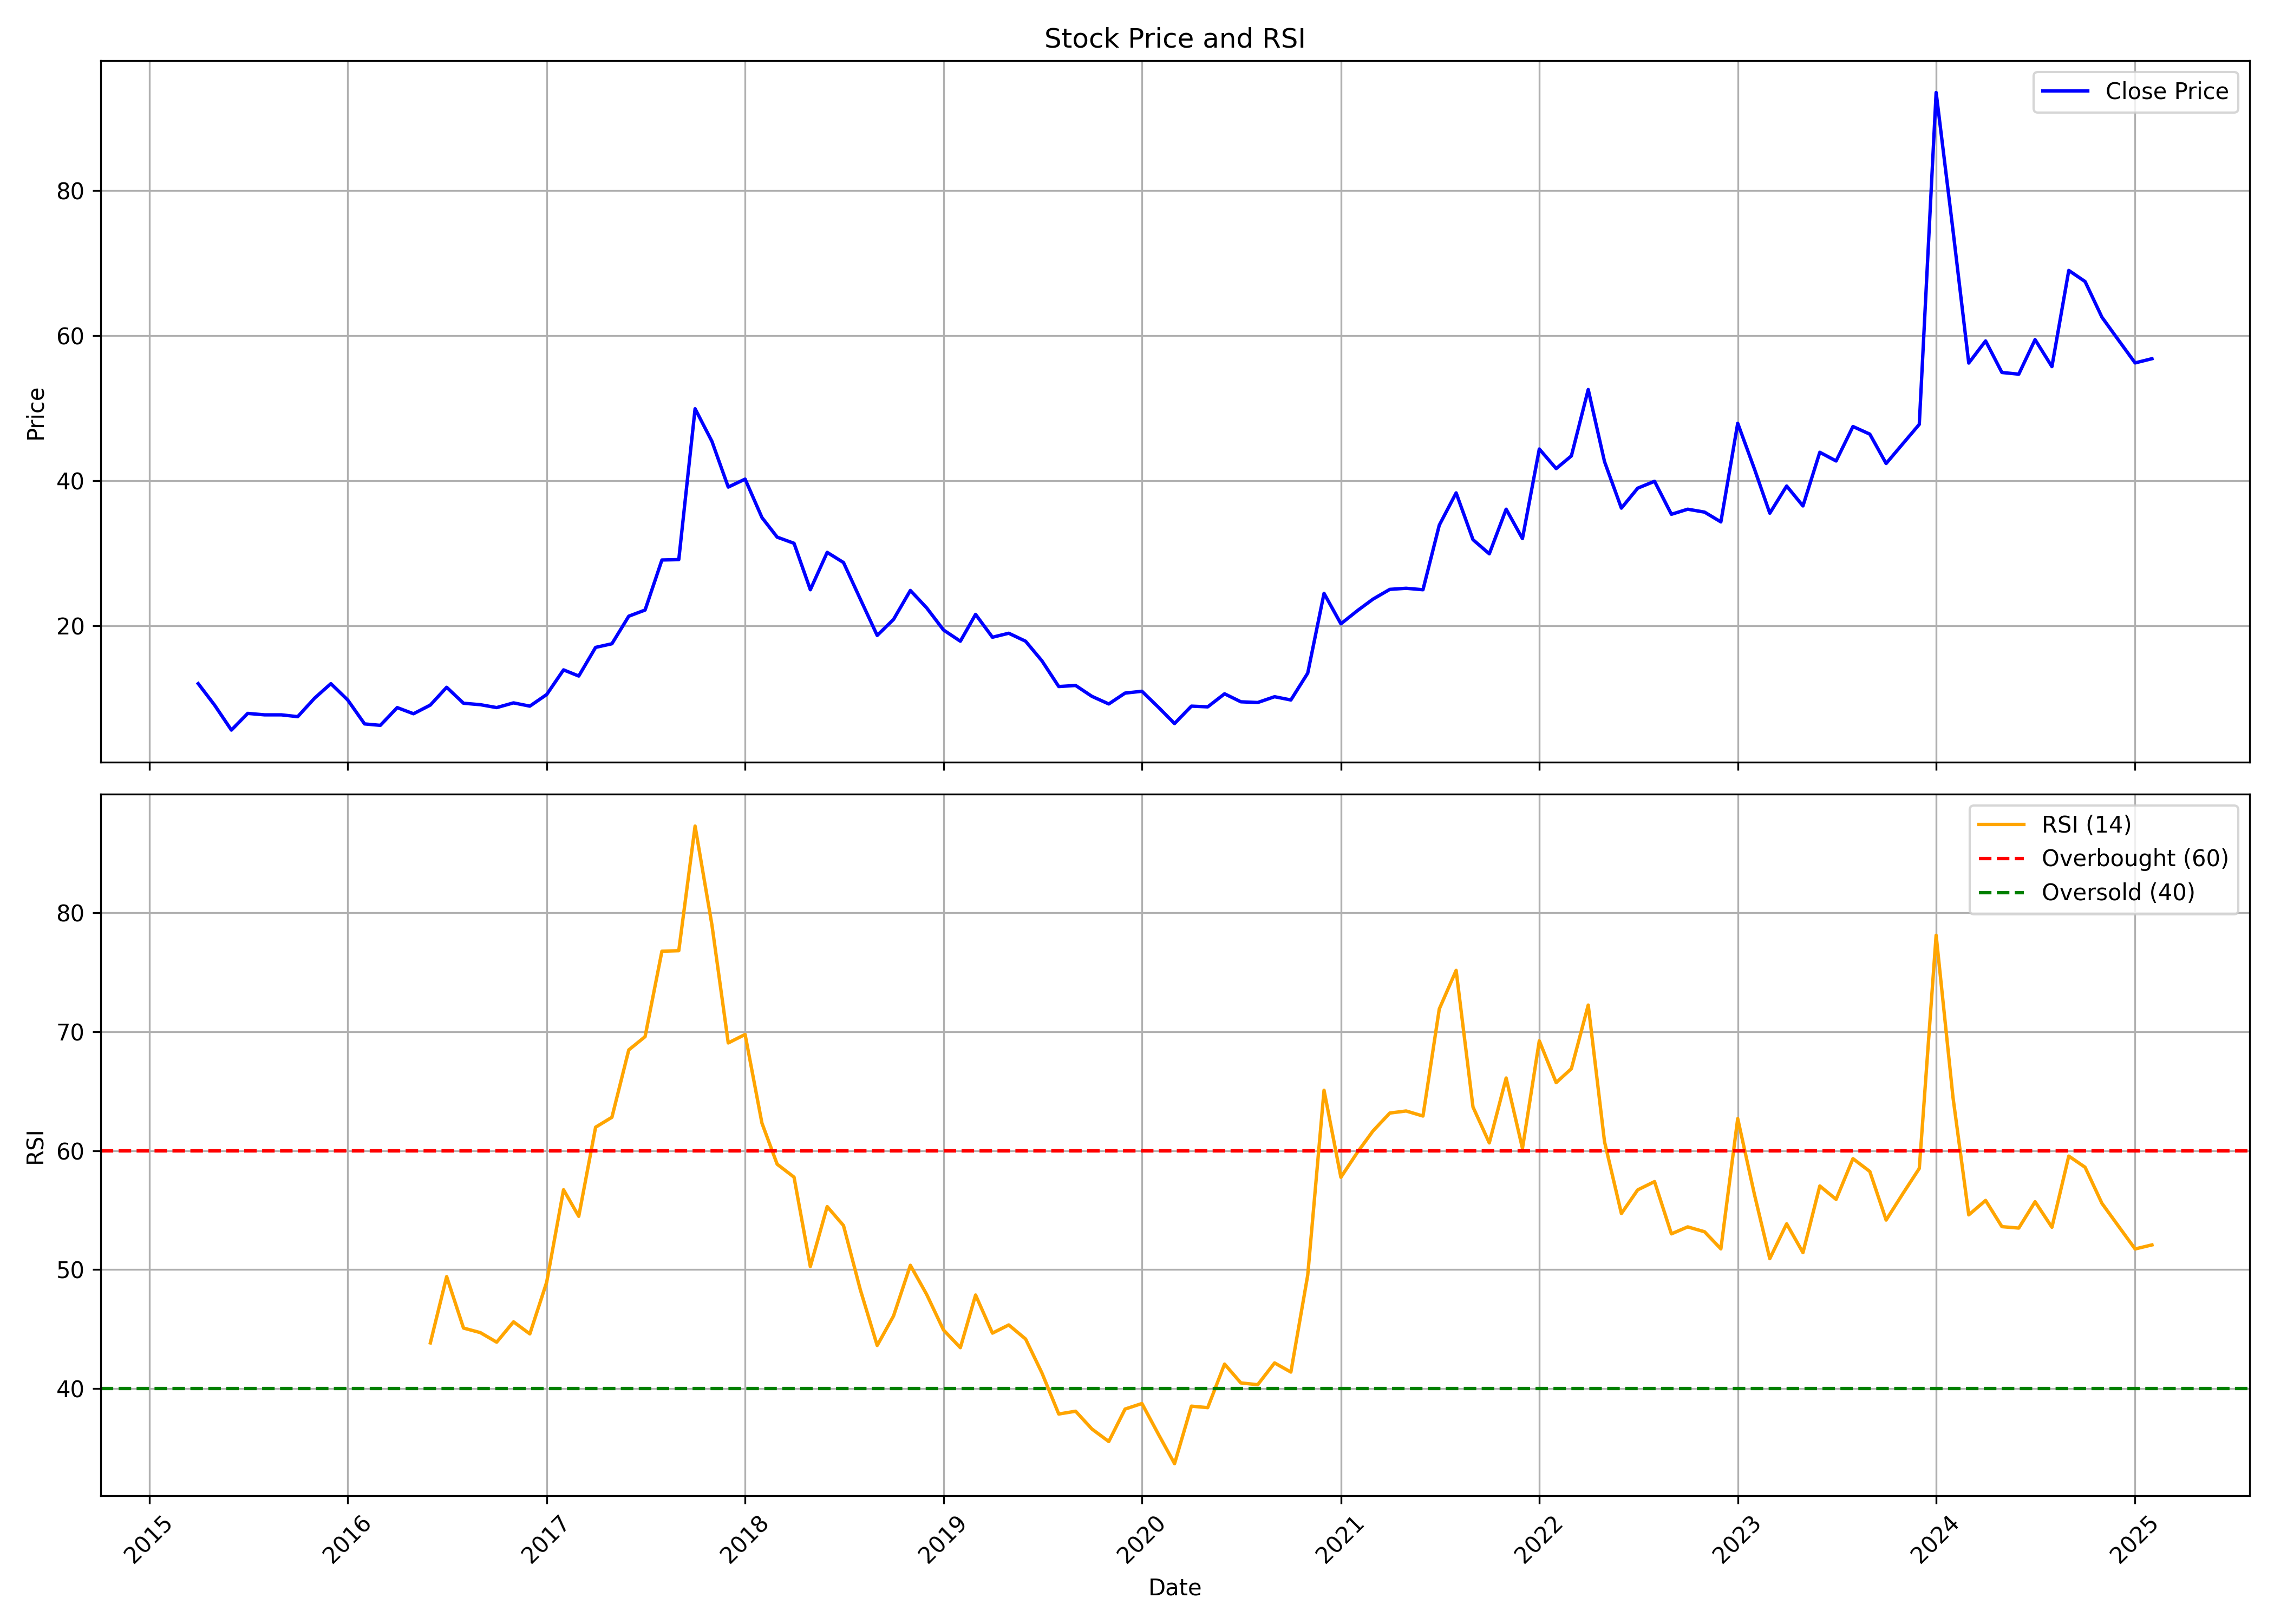 Stock Price and RSI
Close Price
80
60
40
20
Price
RSI (14)
Overbought (60)
Oversold (40)
80
70
60
50
40
RSI
2015
2016
2017
2018
2019
2020
2021
2022
2023
2024
2025
Date